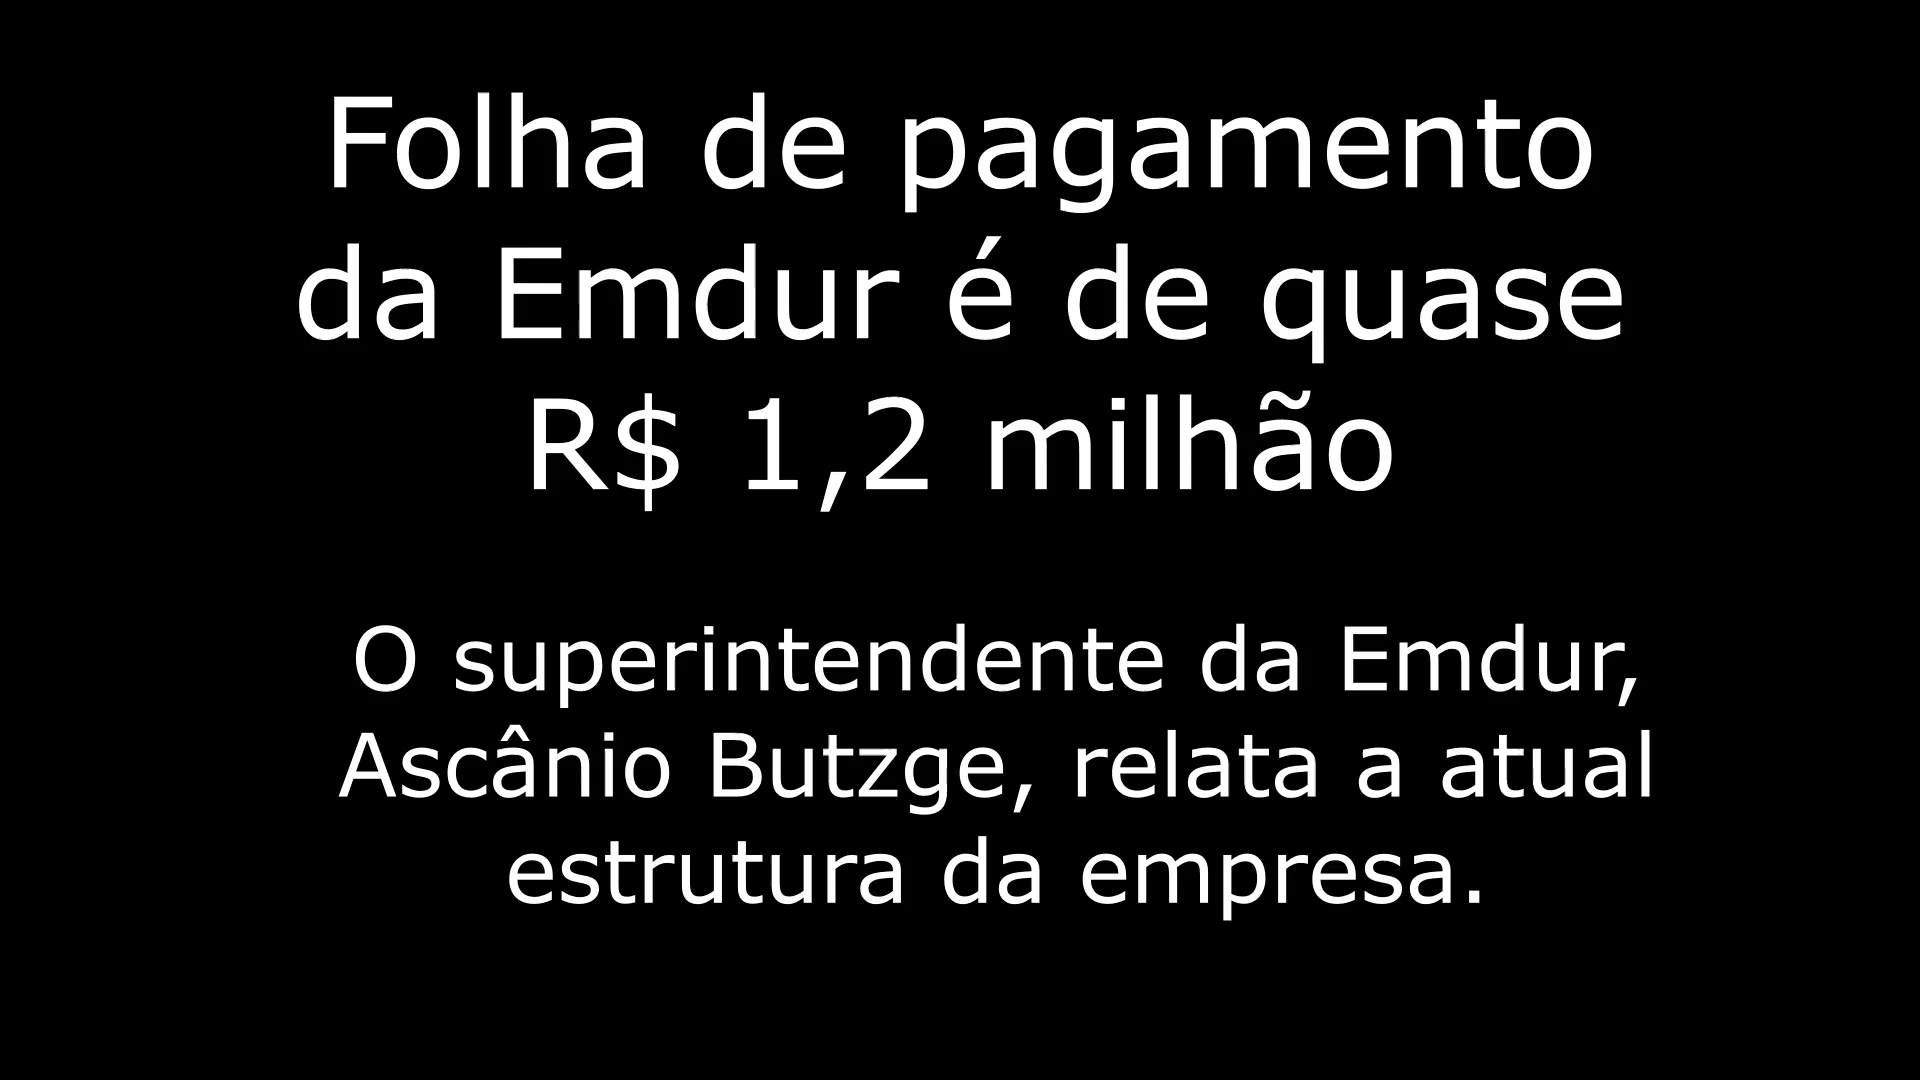 Folha de pagamento
da Emdur é de quase
R$ 1,2 milhão
O superintendente da Emdur,
Ascânio Butzge, relata a atual
estrutura da empresa.